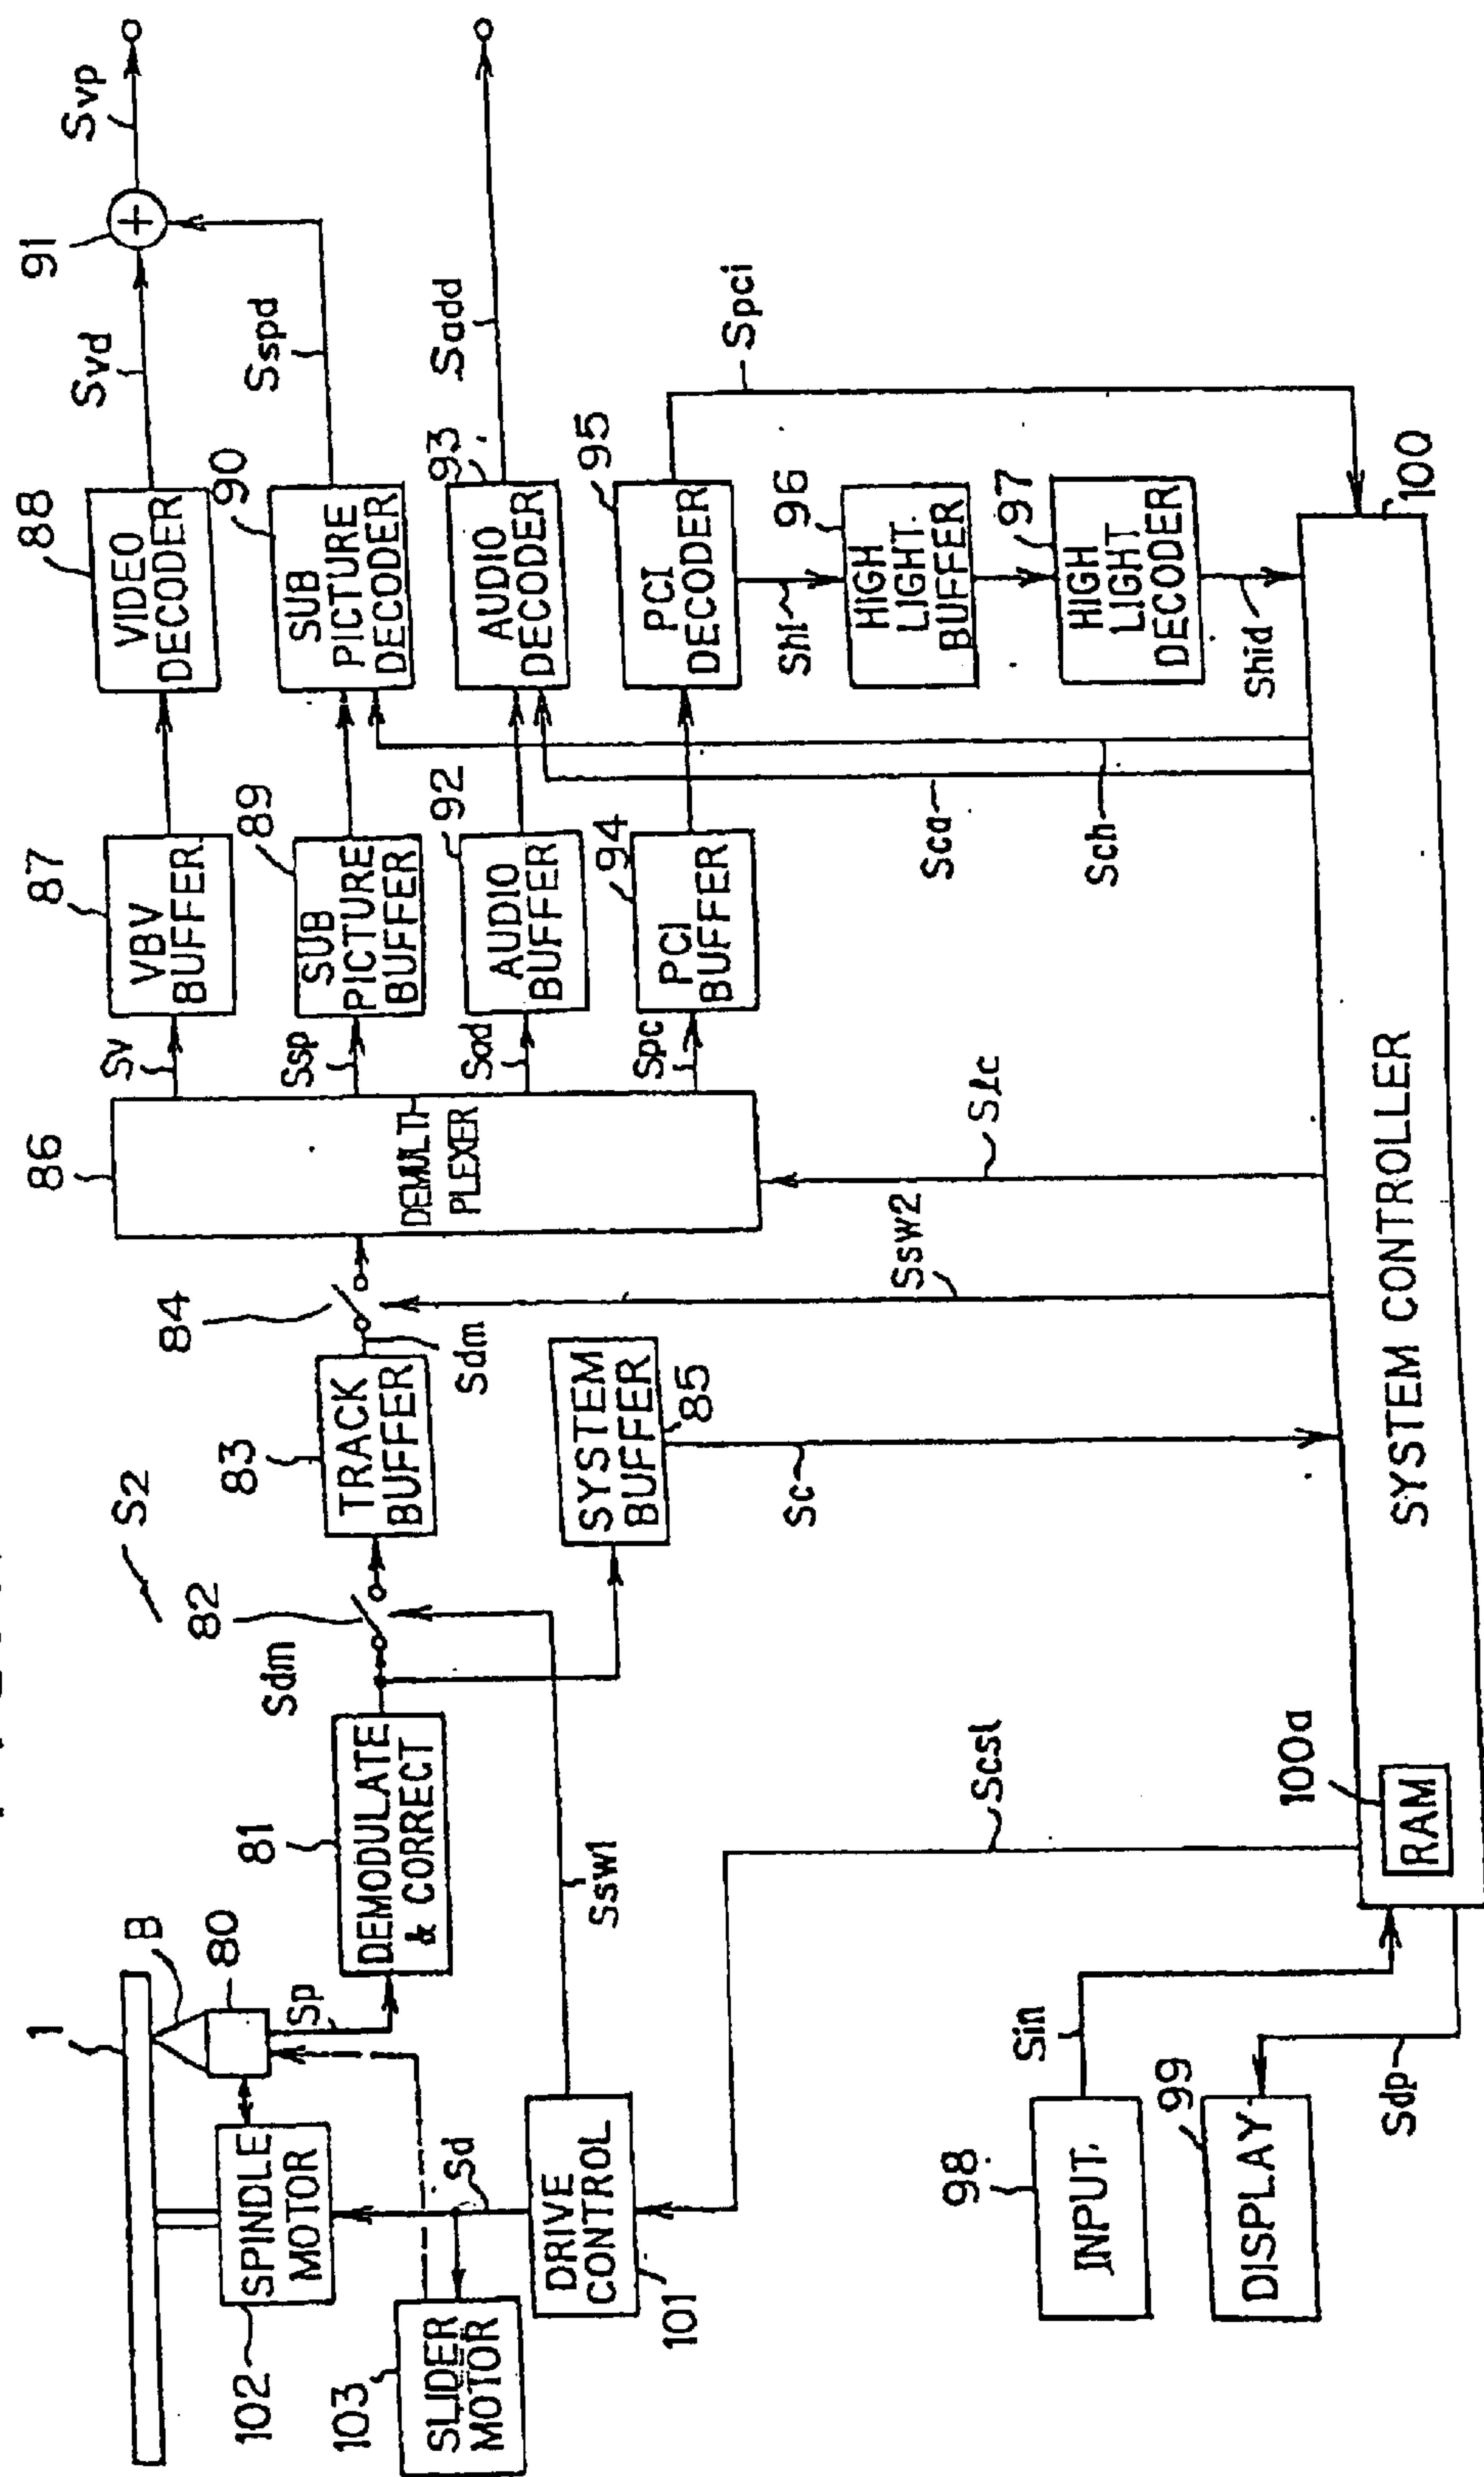 S2
1
B
80
Sp
SPINDLE
MOTOR
102
SLIDER
MOTOR
103
Sd
DRIVE
CONTROL
101
81
DEMODULATE
& CORRECT
Sdm
82
Ssw1
83
TRACK
BUFFER
Sdm
84
SYSTEM
BUFFER
85
Sc
Ssw2
86
DEMULTI
PLEXER
Slc
Sv
87
VBV
BUFFER
88
VIDEO
DECODER
Svd
91
+
Svp
Ssp
89
SUB
PICTURE
BUFFER
90
SUB
PICTURE
DECODER
Sspd
Sad
92
AUDIO
BUFFER
93
AUDIO
DECODER
Sadd
Spc
94
PCI
BUFFER
95
PCI
DECODER
Spci
ShI
96
HIGH
LIGHT
BUFFER
97
HIGH
LIGHT
DECODER
Shid
Sca
Sch
Scsl
98
INPUT
Sin
99
DISPLAY
Sdp
100a
RAM
SYSTEM CONTROLLER
100